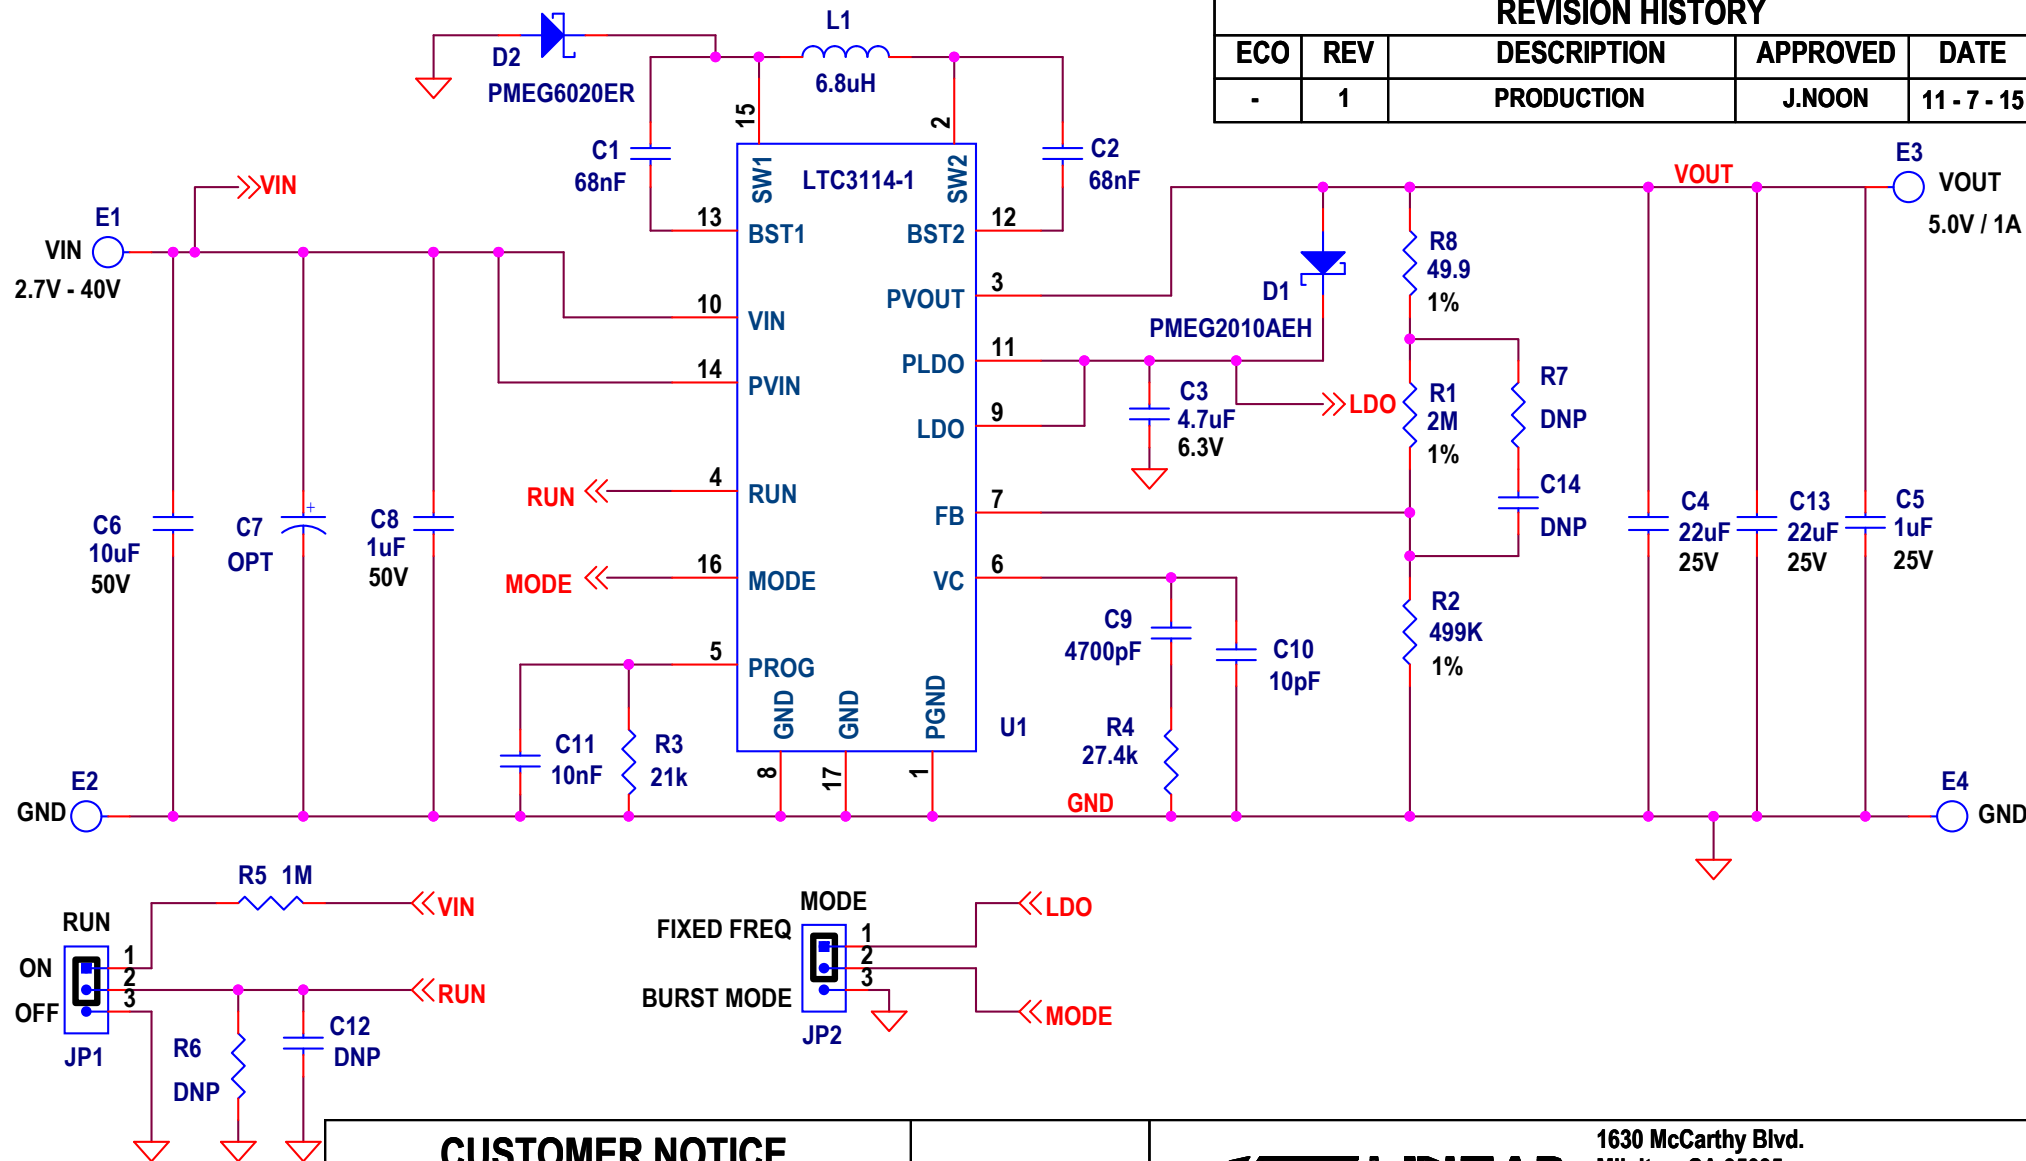 REVISION HISTORY
ECO REV DESCRIPTION APPROVED DATE
- 1 PRODUCTION J.NOON 11 - 7 - 15
D2
PMEG6020ER
L1
6.8uH
15
2
C1
68nF
C2
68nF
SW1
LTC3114-1
SW2
13
BST1
BST2
12
VIN
E1
VIN
2.7V - 40V
10
VIN
14
PVIN
PVOUT
3
PLDO
11
LDO
9
D1
PMEG2010AEH
C3
4.7uF
6.3V
LDO
VOUT
E3
VOUT
5.0V / 1A
R8
49.9
1%
R1
2M
1%
R7
DNP
C14
DNP
RUN
4
RUN
FB
7
MODE
16
MODE
VC
6
C6
10uF
50V
C7
OPT
+
C8
1uF
50V
C4
22uF
25V
C13
22uF
25V
C5
1uF
25V
C9
4700pF
C10
10pF
R2
499K
1%
5
PROG
GND
GND
PGND
U1
C11
10nF
R3
21k
8
17
1
R4
27.4k
GND
E2
GND
E4
GND
R5 1M
VIN
RUN
ON
OFF
1
2
3
JP1
RUN
R6
DNP
C12
DNP
MODE
FIXED FREQ
BURST MODE
1
2
3
JP2
LDO
MODE
CUSTOMER NOTICE
1630 McCarthy Blvd.